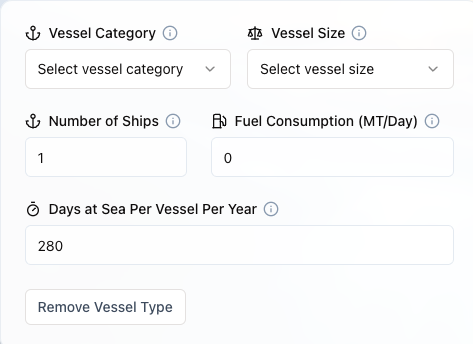 Vessel Category
Vessel Size
Select vessel category
Select vessel size
Number of Ships
Fuel Consumption (MT/Day)
1
0
Days at Sea Per Vessel Per Year
280
Remove Vessel Type